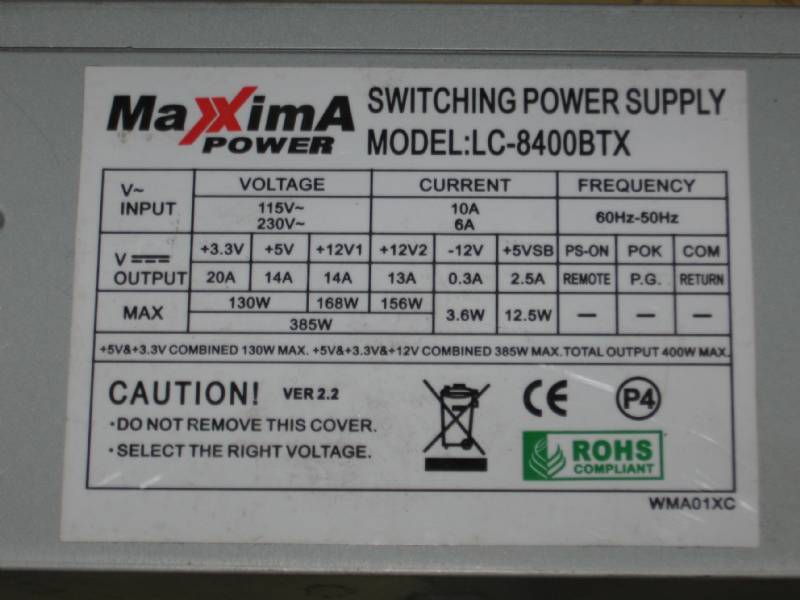 MaXXimA POWER
SWITCHING POWER SUPPLY
MODEL:LC-8400BTX
V~ INPUT VOLTAGE CURRENT FREQUENCY
115V~ 10A 60Hz-50Hz
230V~ 6A
V⎓ OUTPUT +3.3V +5V +12V1 +12V2 -12V +5VSB PS-ON POK COM
20A 14A 14A 13A 0.3A 2.5A REMOTE P.G. RETURN
MAX 130W 168W 156W 3.6W 12.5W — — —
385W
+5V&+3.3V COMBINED 130W MAX. +5V&+3.3V&+12V COMBINED 385W MAX.TOTAL OUTPUT 400W MAX.
CAUTION! VER 2.2
·DO NOT REMOVE THIS COVER.
·SELECT THE RIGHT VOLTAGE.
CE P4
ROHS
COMPLIANT
WMA01XC